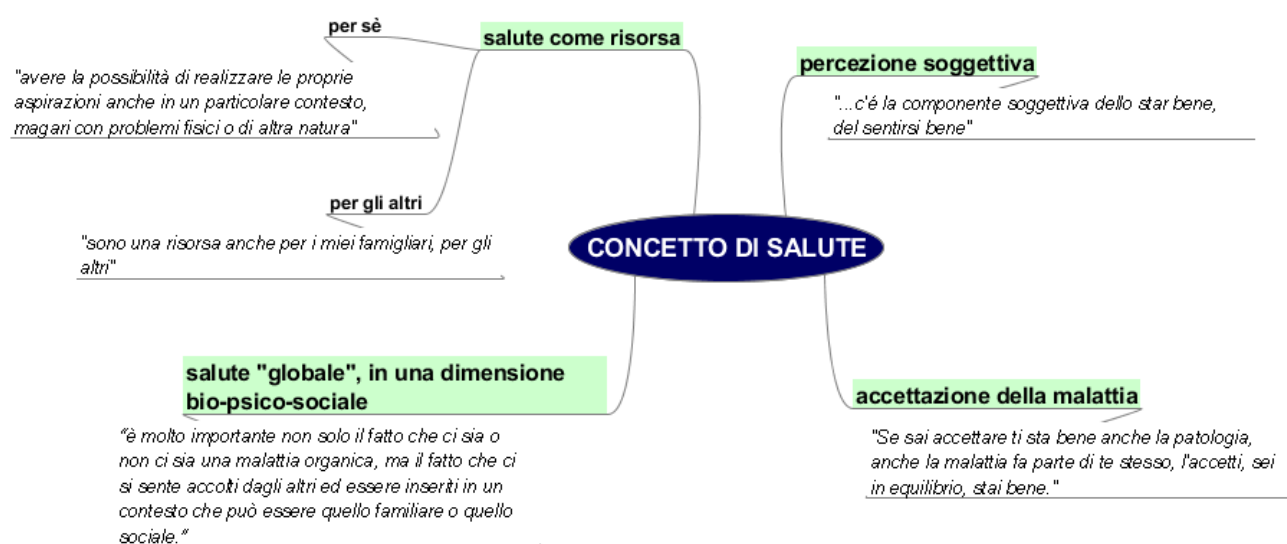 per sè
salute come risorsa
"avere la possibilità di realizzare le proprie
aspirazioni anche in un particolare contesto,
magari con problemi fisici o di altra natura"
per gli altri
"sono una risorsa anche per i miei famigliari, per gli
altri"
percezione soggettiva
"...c'é la componente soggettiva dello star bene,
del sentirsi bene"
CONCETTO DI SALUTE
salute "globale", in una dimensione
bio-psico-sociale
"è molto importante non solo il fatto che ci sia o
non ci sia una malattia organica, ma il fatto che ci
si sente accolti dagli altri ed essere inseriti in un
contesto che può essere quello familiare o quello
sociale."
accettazione della malattia
"Se sai accettare ti sta bene anche la patologia,
anche la malattia fa parte di te stesso, l'accetti, sei
in equilibrio, stai bene."